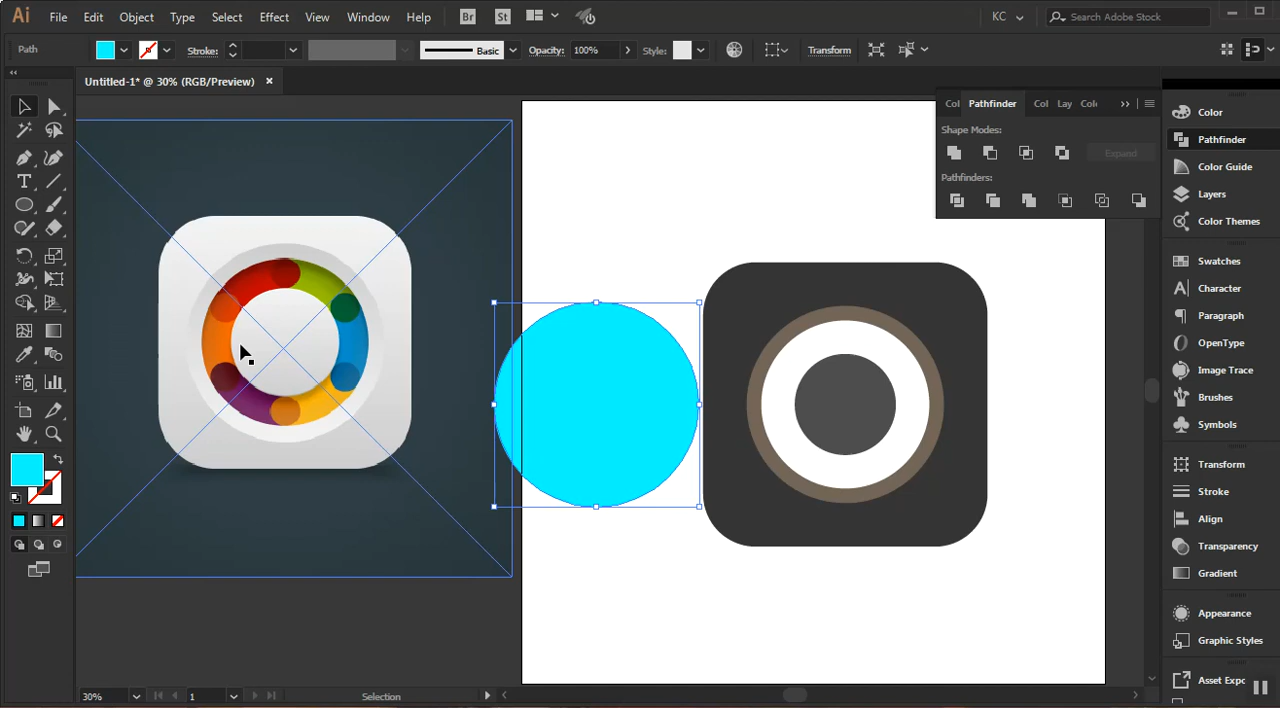 Ai File Edit Object Type Select Effect View Window Help Br St KC Search Adobe Stock
Path Stroke: Basic Opacity: 100% Style: Transform
Untitled-1* @ 30% (RGB/Preview) ×
Col Pathfinder Col Lay Colo
Shape Modes:
Expand
Pathfinders:
Color
Pathfinder
Color Guide
Layers
Color Themes
Swatches
Character
Paragraph
OpenType
Image Trace
Brushes
Symbols
Transform
Stroke
Align
Transparency
Gradient
Appearance
Graphic Styles
Asset Expo
30% 1 Selection